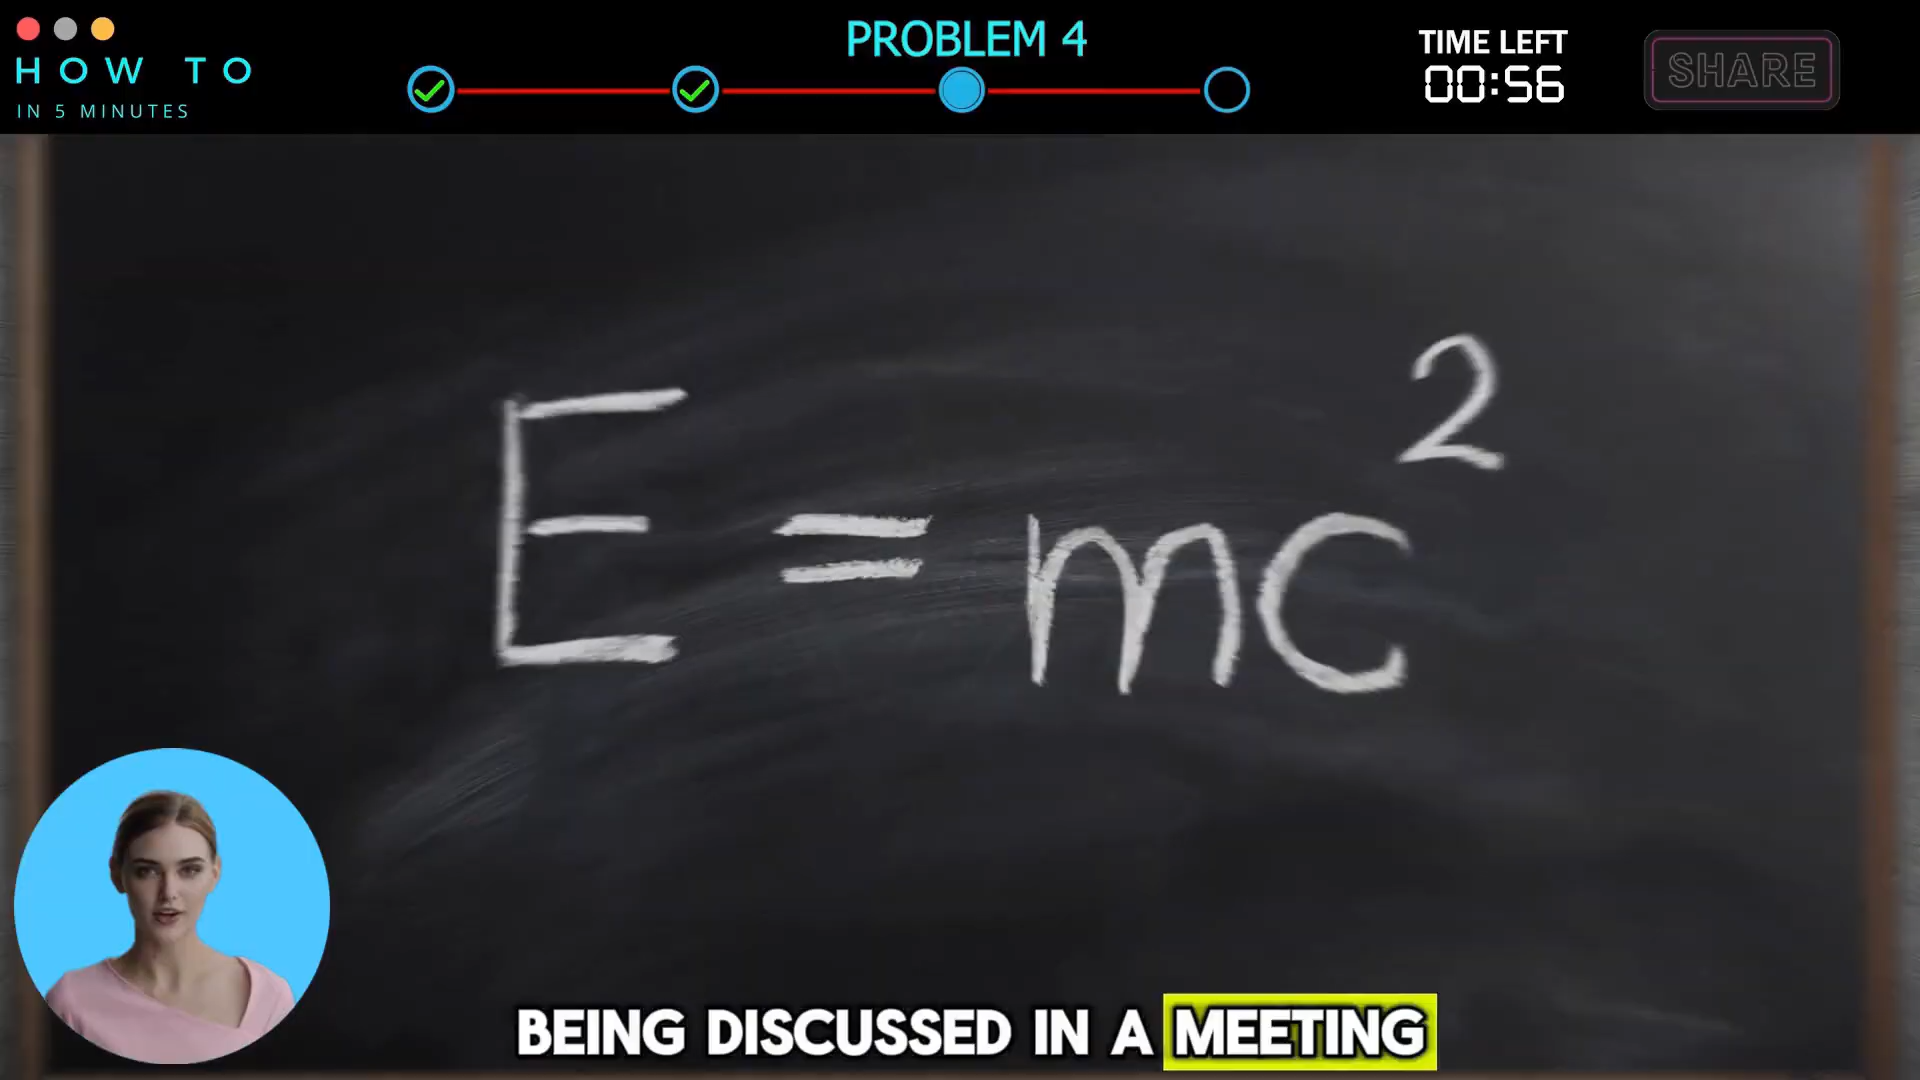 HOW TO
IN 5 MINUTES
PROBLEM 4
TIME LEFT
00:56
SHARE
E = mc²
BEING DISCUSSED IN A MEETING